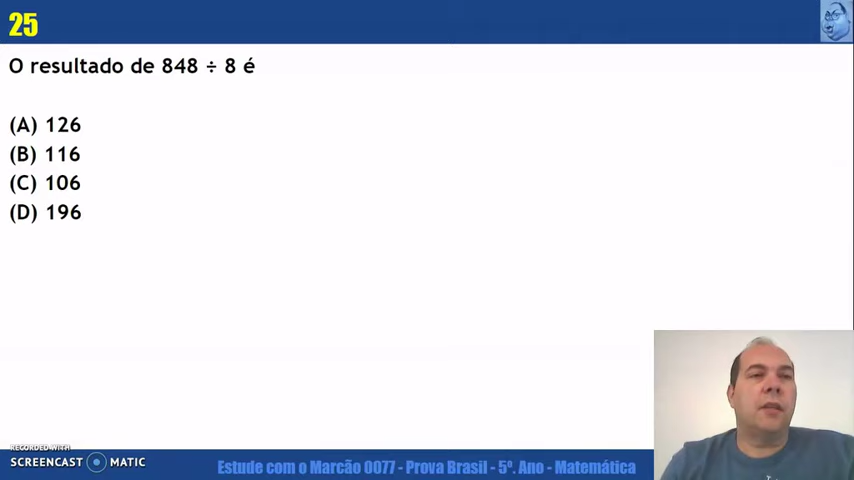 25
O resultado de 848 ÷ 8 é
(A) 126
(B) 116
(C) 106
(D) 196
RECORDED WITH
SCREENCAST MATIC
Estude com o Marcão 0077 - Prova Brasil - 5º. Ano - Matemática